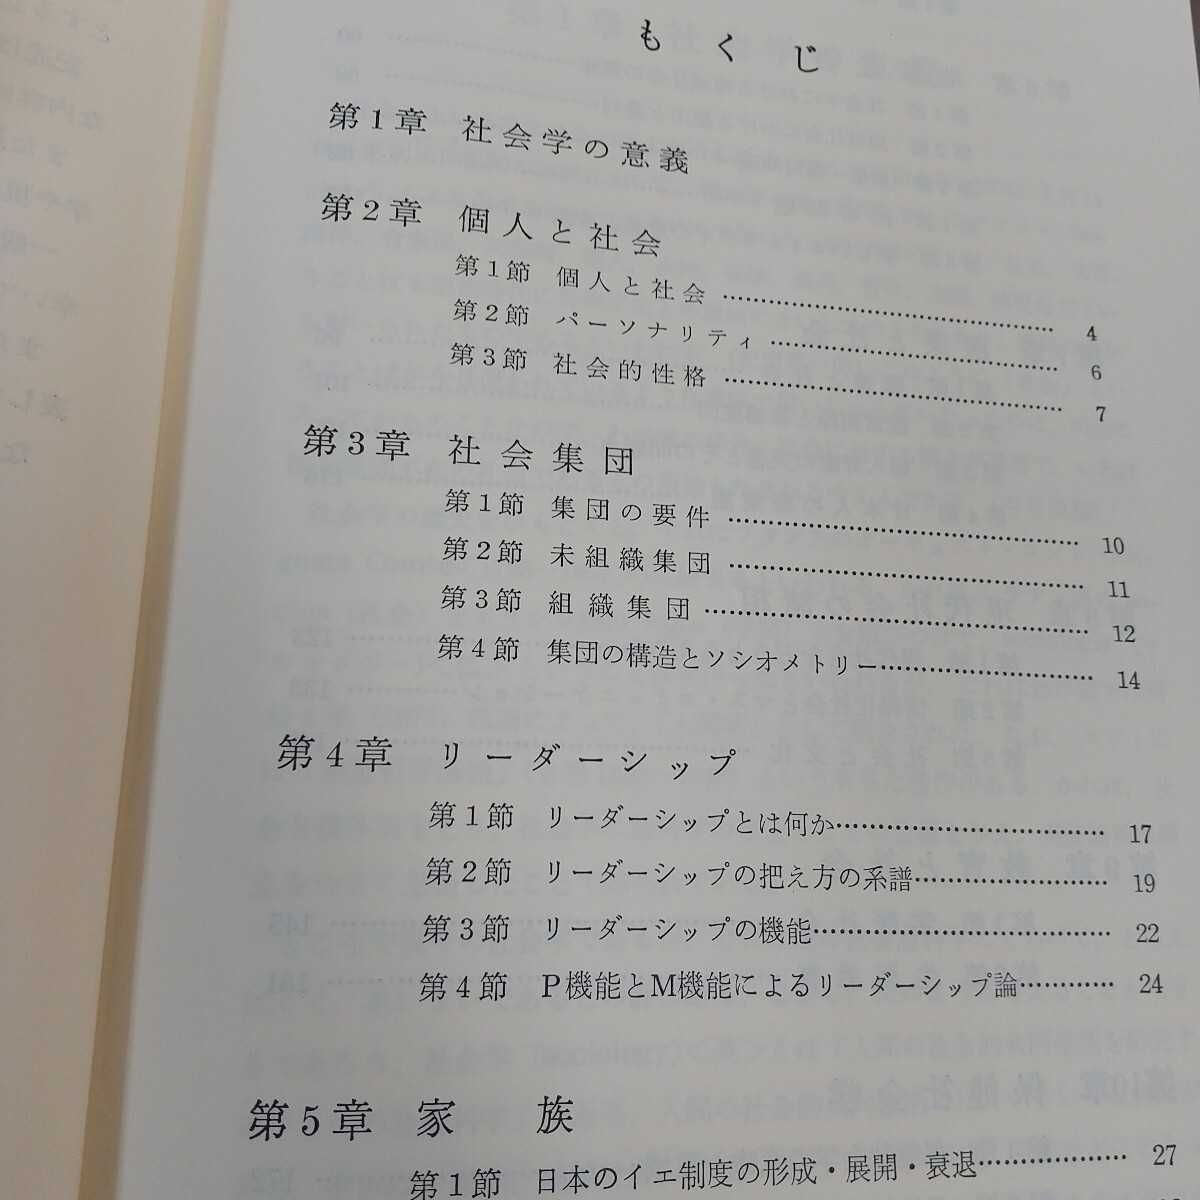 もくじ
第1章 社会学の意義
第2章 個人と社会
第1節 個人と社会 …… 4
第2節 パーソナリティ …… 6
第3節 社会的性格 …… 7
第3章 社会集団
第1節 集団の要件 …… 10
第2節 未組織集団 …… 11
第3節 組織集団 …… 12
第4節 集団の構造とソシオメトリー …… 14
第4章 リーダーシップ
第1節 リーダーシップとは何か …… 17
第2節 リーダーシップの把え方の系譜 …… 19
第3節 リーダーシップの機能 …… 22
第4節 P機能とM機能によるリーダーシップ論 …… 24
第5章 家族
第1節 日本のイエ制度の形成・展開・衰退 …… 27